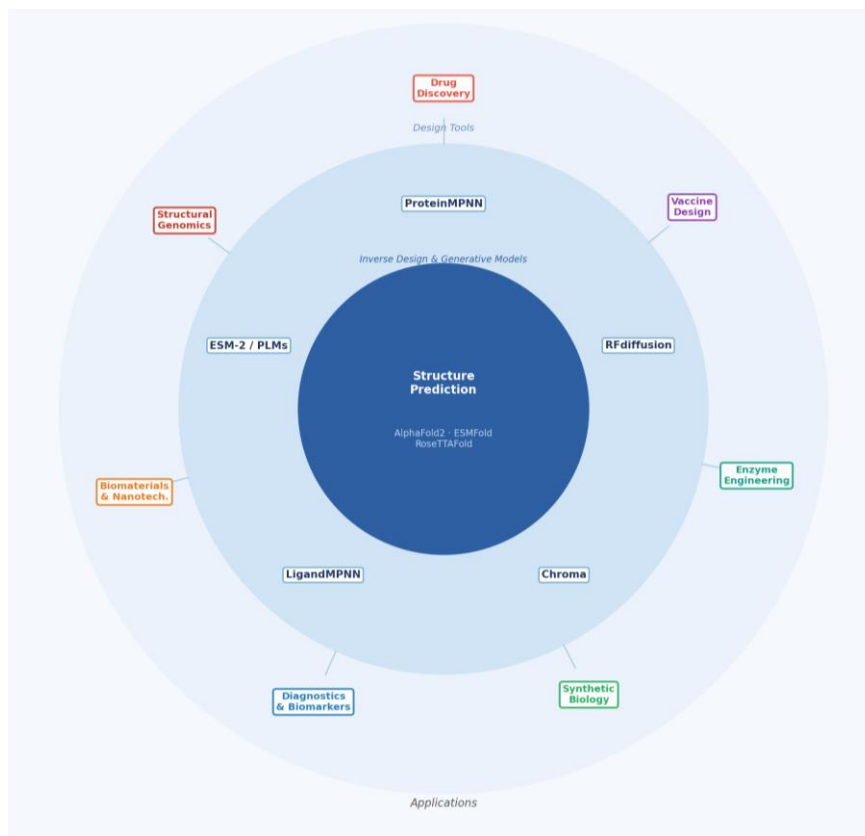 Drug
Discovery
Design Tools
Structural
Genomics
Vaccine
Design
ProteinMPNN
Inverse Design & Generative Models
ESM-2 / PLMs
RFdiffusion
Structure
Prediction
AlphaFold2 · ESMFold
RoseTTAFold
Biomaterials
& Nanotech.
Enzyme
Engineering
LigandMPNN
Chroma
Diagnostics
& Biomarkers
Synthetic
Biology
Applications